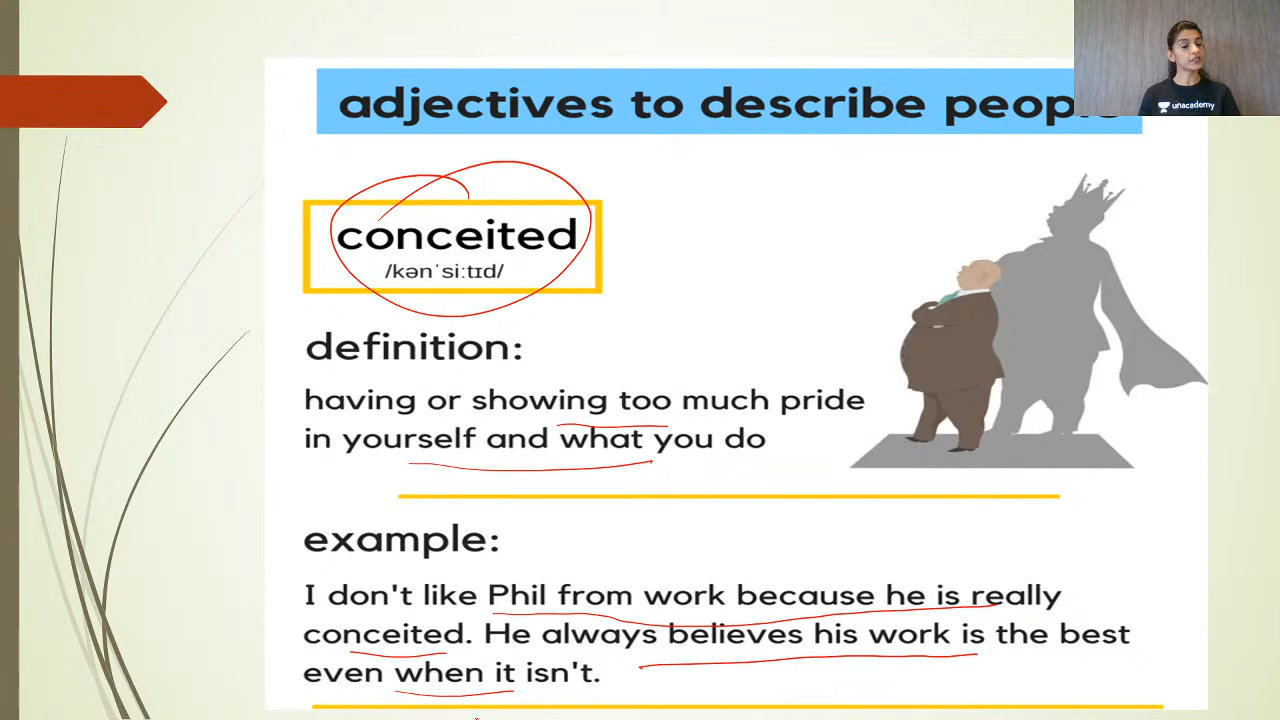 adjectives to describe peop
unacademy
conceited
/kənˈsiːtɪd/
definition:
having or showing too much pride
in yourself and what you do
example:
I don't like Phil from work because he is really
conceited. He always believes his work is the best
even when it isn't.